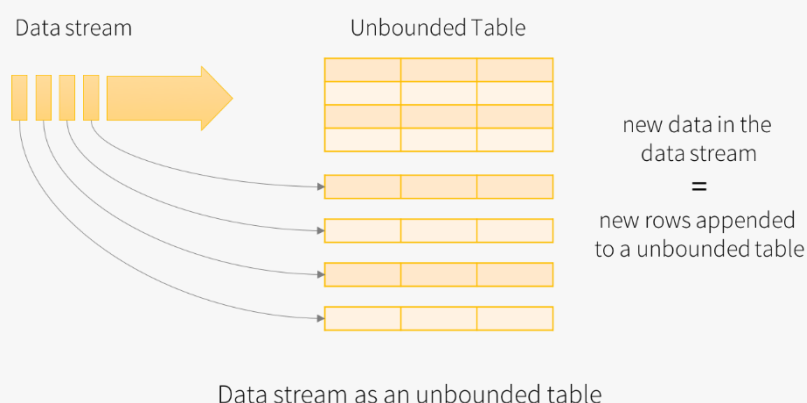 Data stream
Unbounded Table
new data in the
data stream
=
new rows appended
to a unbounded table
Data stream as an unbounded table